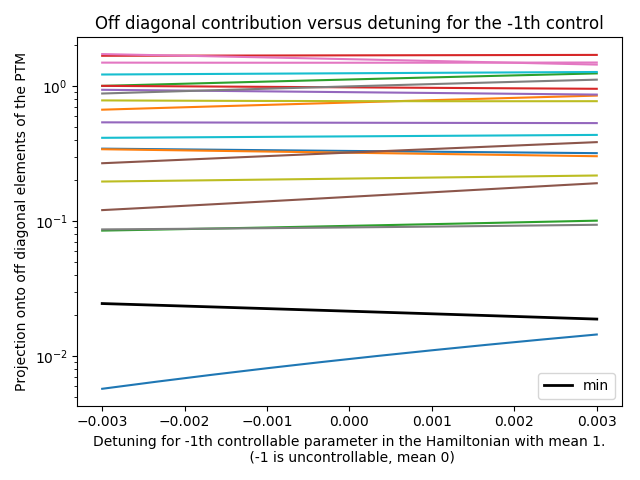 Off diagonal contribution versus detuning for the -1th control
Projection onto off diagonal elements of the PTM
10⁰
10⁻¹
10⁻²
min
−0.003 −0.002 −0.001 0.000 0.001 0.002 0.003
Detuning for -1th controllable parameter in the Hamiltonian with mean 1.
(-1 is uncontrollable, mean 0)